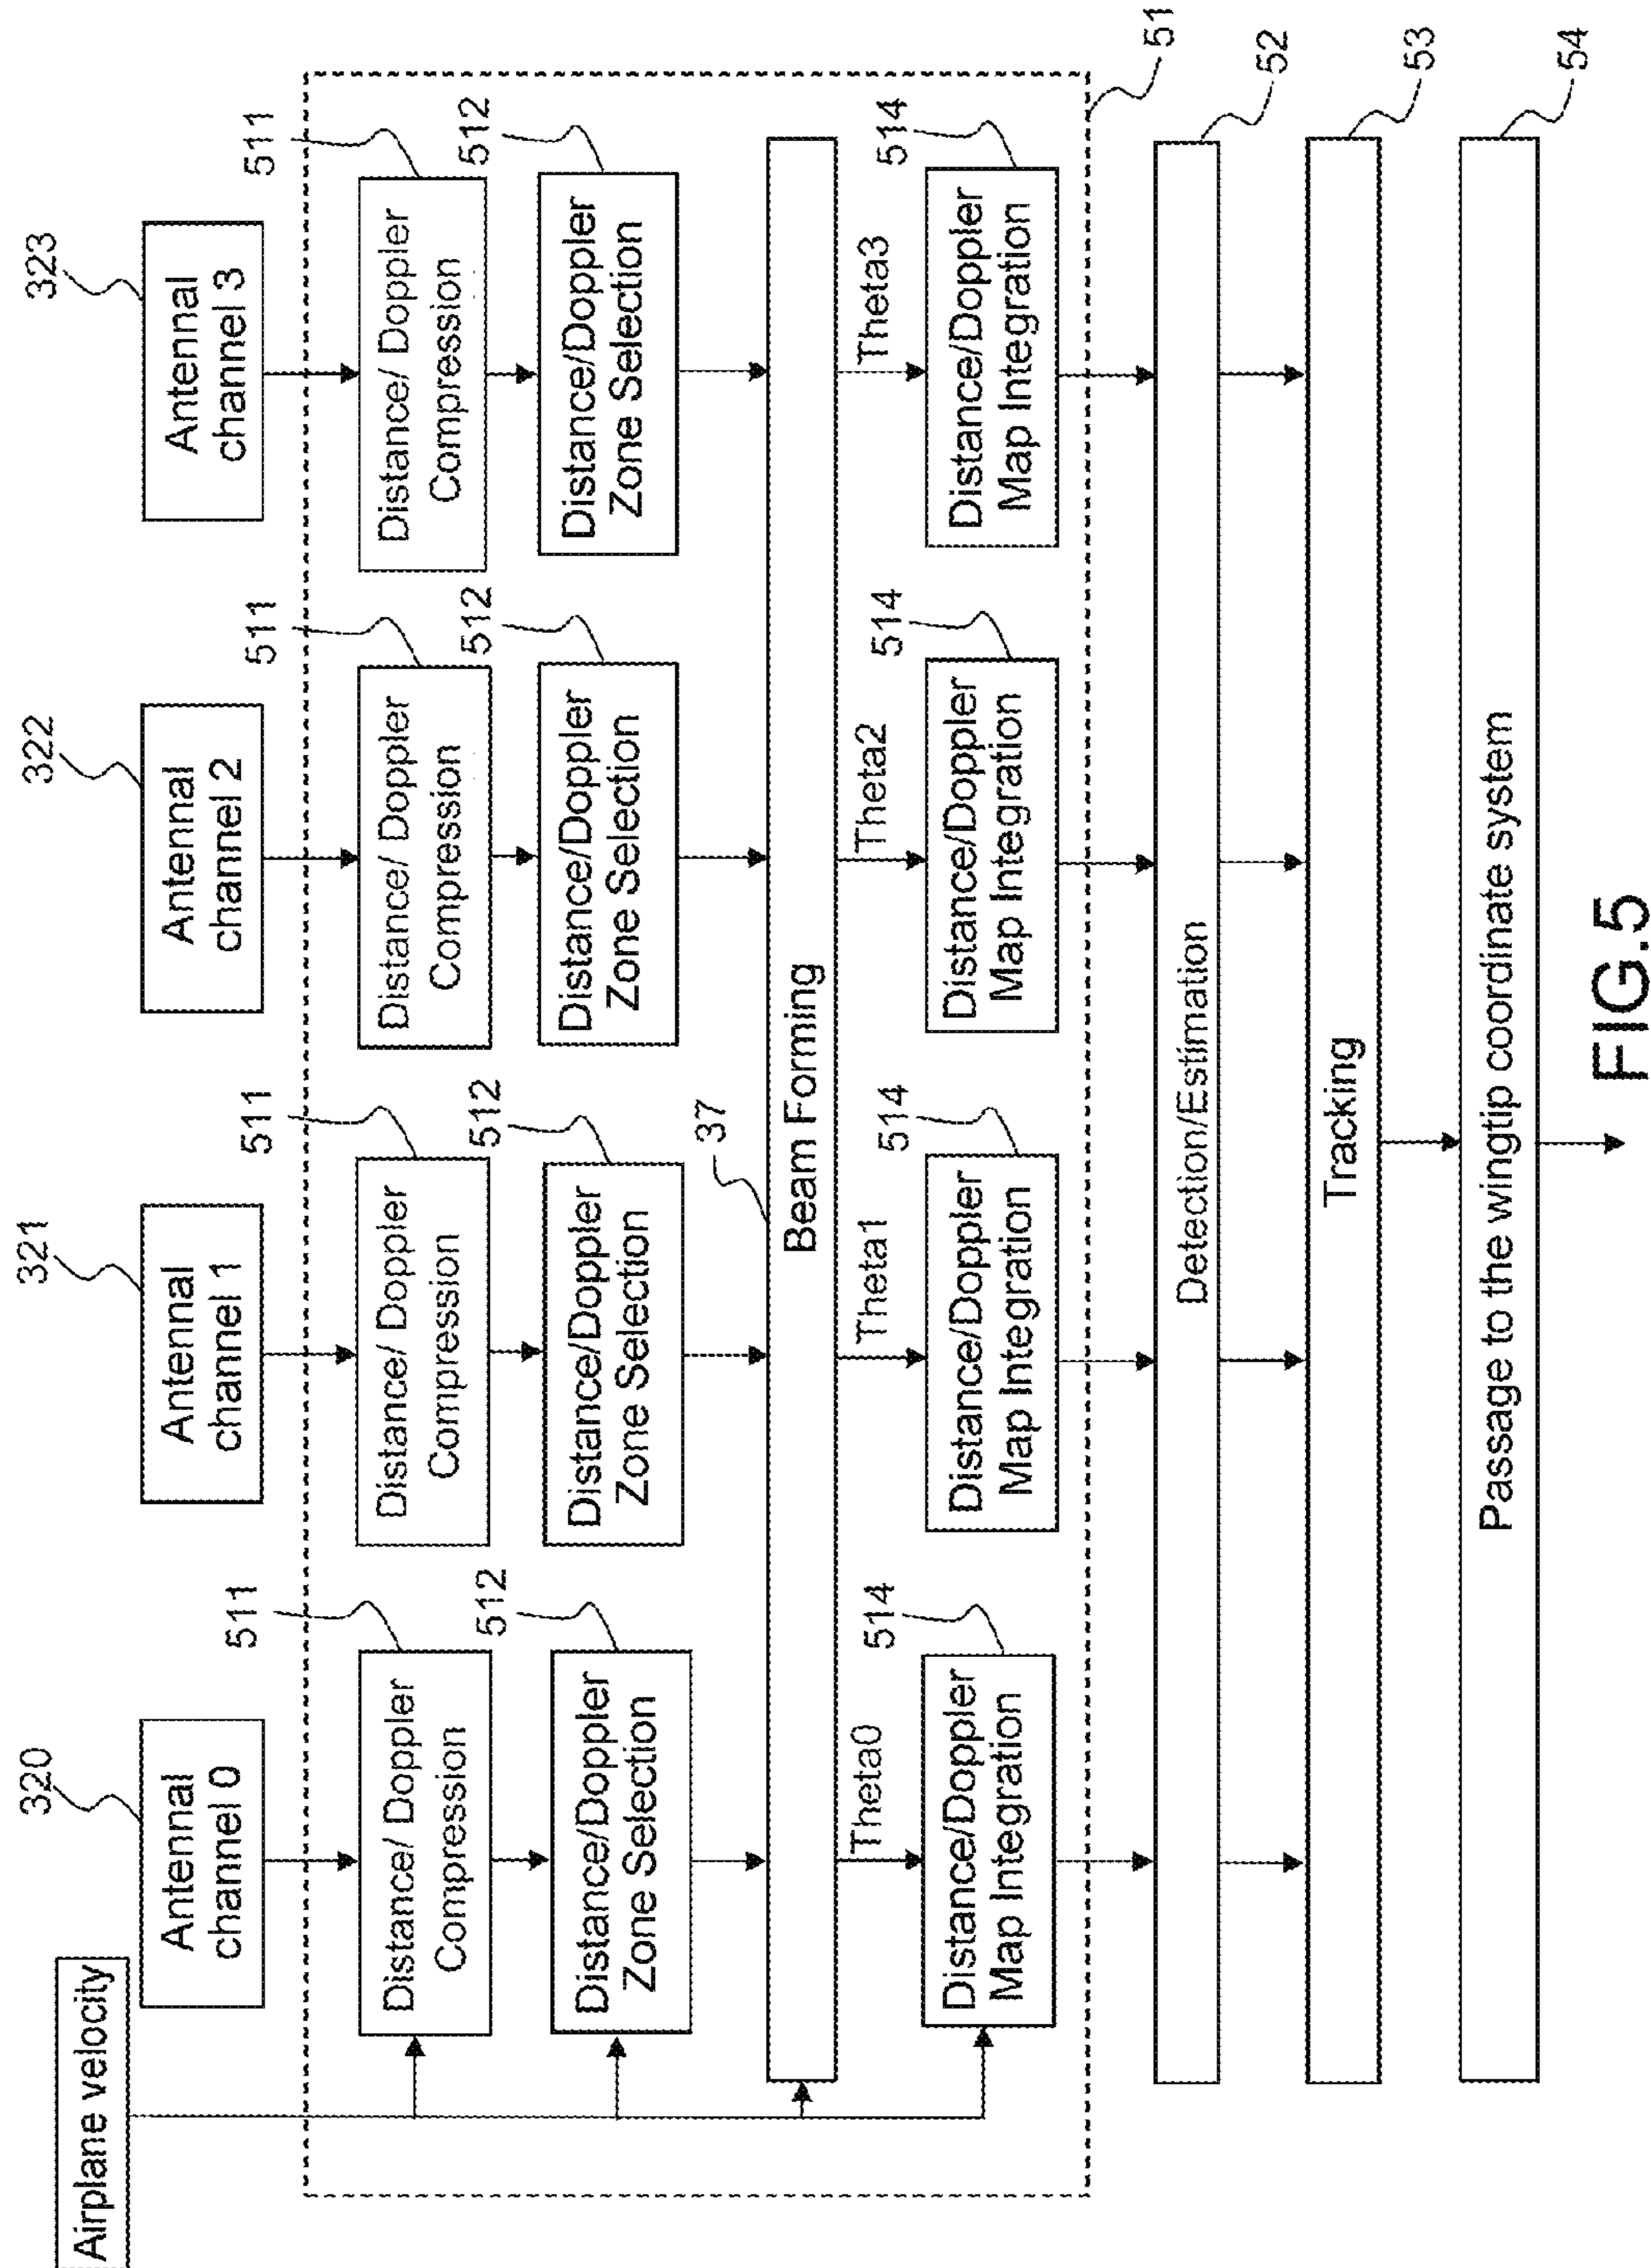 Airplane velocity
320
321
322
323
Antennal
channel 0
Antennal
channel 1
Antennal
channel 2
Antennal
channel 3
511
511
511
511
Distance/ Doppler
Compression
Distance/ Doppler
Compression
Distance/ Doppler
Compression
Distance/ Doppler
Compression
512
512
512
512
Distance/Doppler
Zone Selection
Distance/Doppler
Zone Selection
Distance/Doppler
Zone Selection
Distance/Doppler
Zone Selection
37
Beam Forming
Theta0
Theta1
Theta2
Theta3
514
514
514
514
Distance/Doppler
Map Integration
Distance/Doppler
Map Integration
Distance/Doppler
Map Integration
Distance/Doppler
Map Integration
51
Detection/Estimation
52
Tracking
53
Passage to the wingtip coordinate system
54
FIG.5